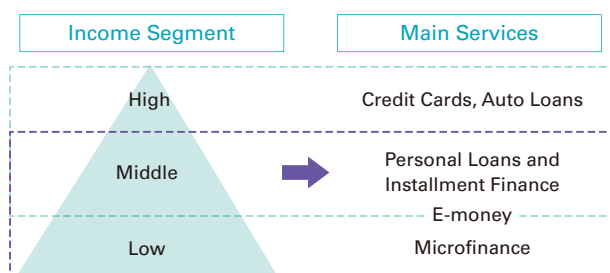 Income Segment
Main Services
High
Credit Cards, Auto Loans
Middle
Personal Loans and
Installment Finance
E-money
Low
Microfinance